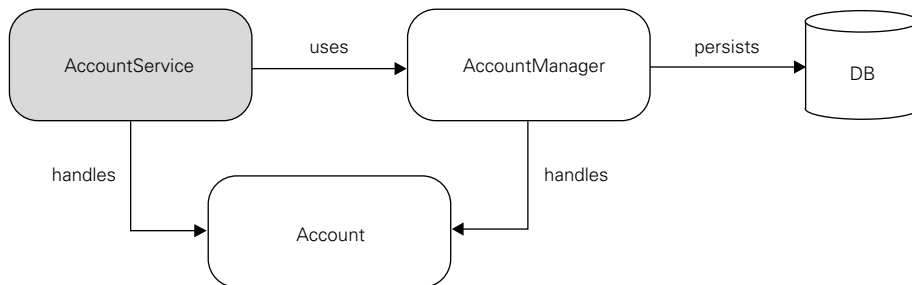 uses
persists
AccountService
AccountManager
DB
handles
handles
Account